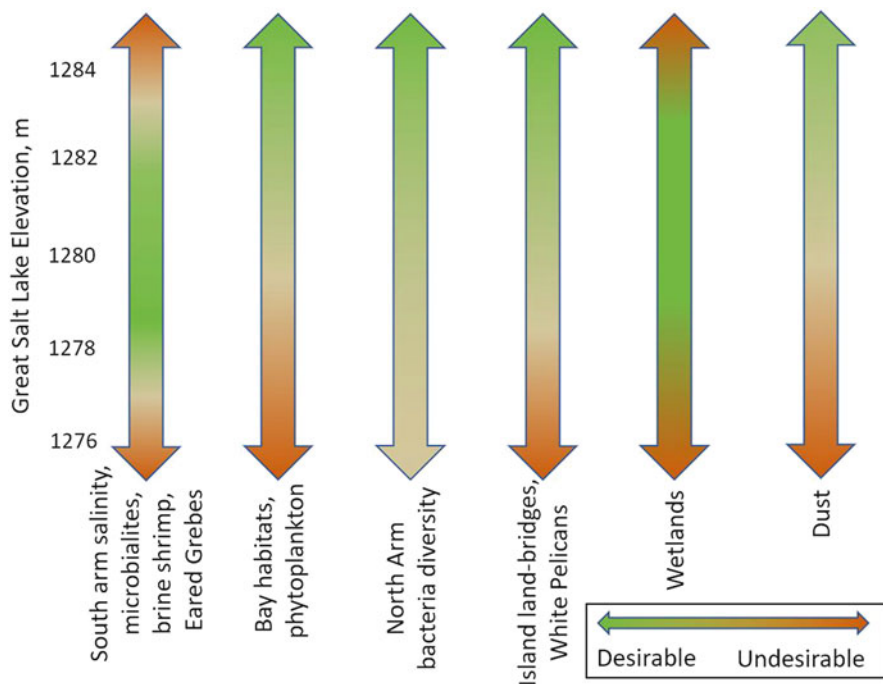 Great Salt Lake Elevation, m
1284
1282
1280
1278
1276
South arm salinity,
microbialites,
brine shrimp,
Eared Grebes
Bay habitats,
phytoplankton
North Arm
bacteria diversity
Island land-bridges,
White Pelicans
Wetlands
Dust
Desirable Undesirable